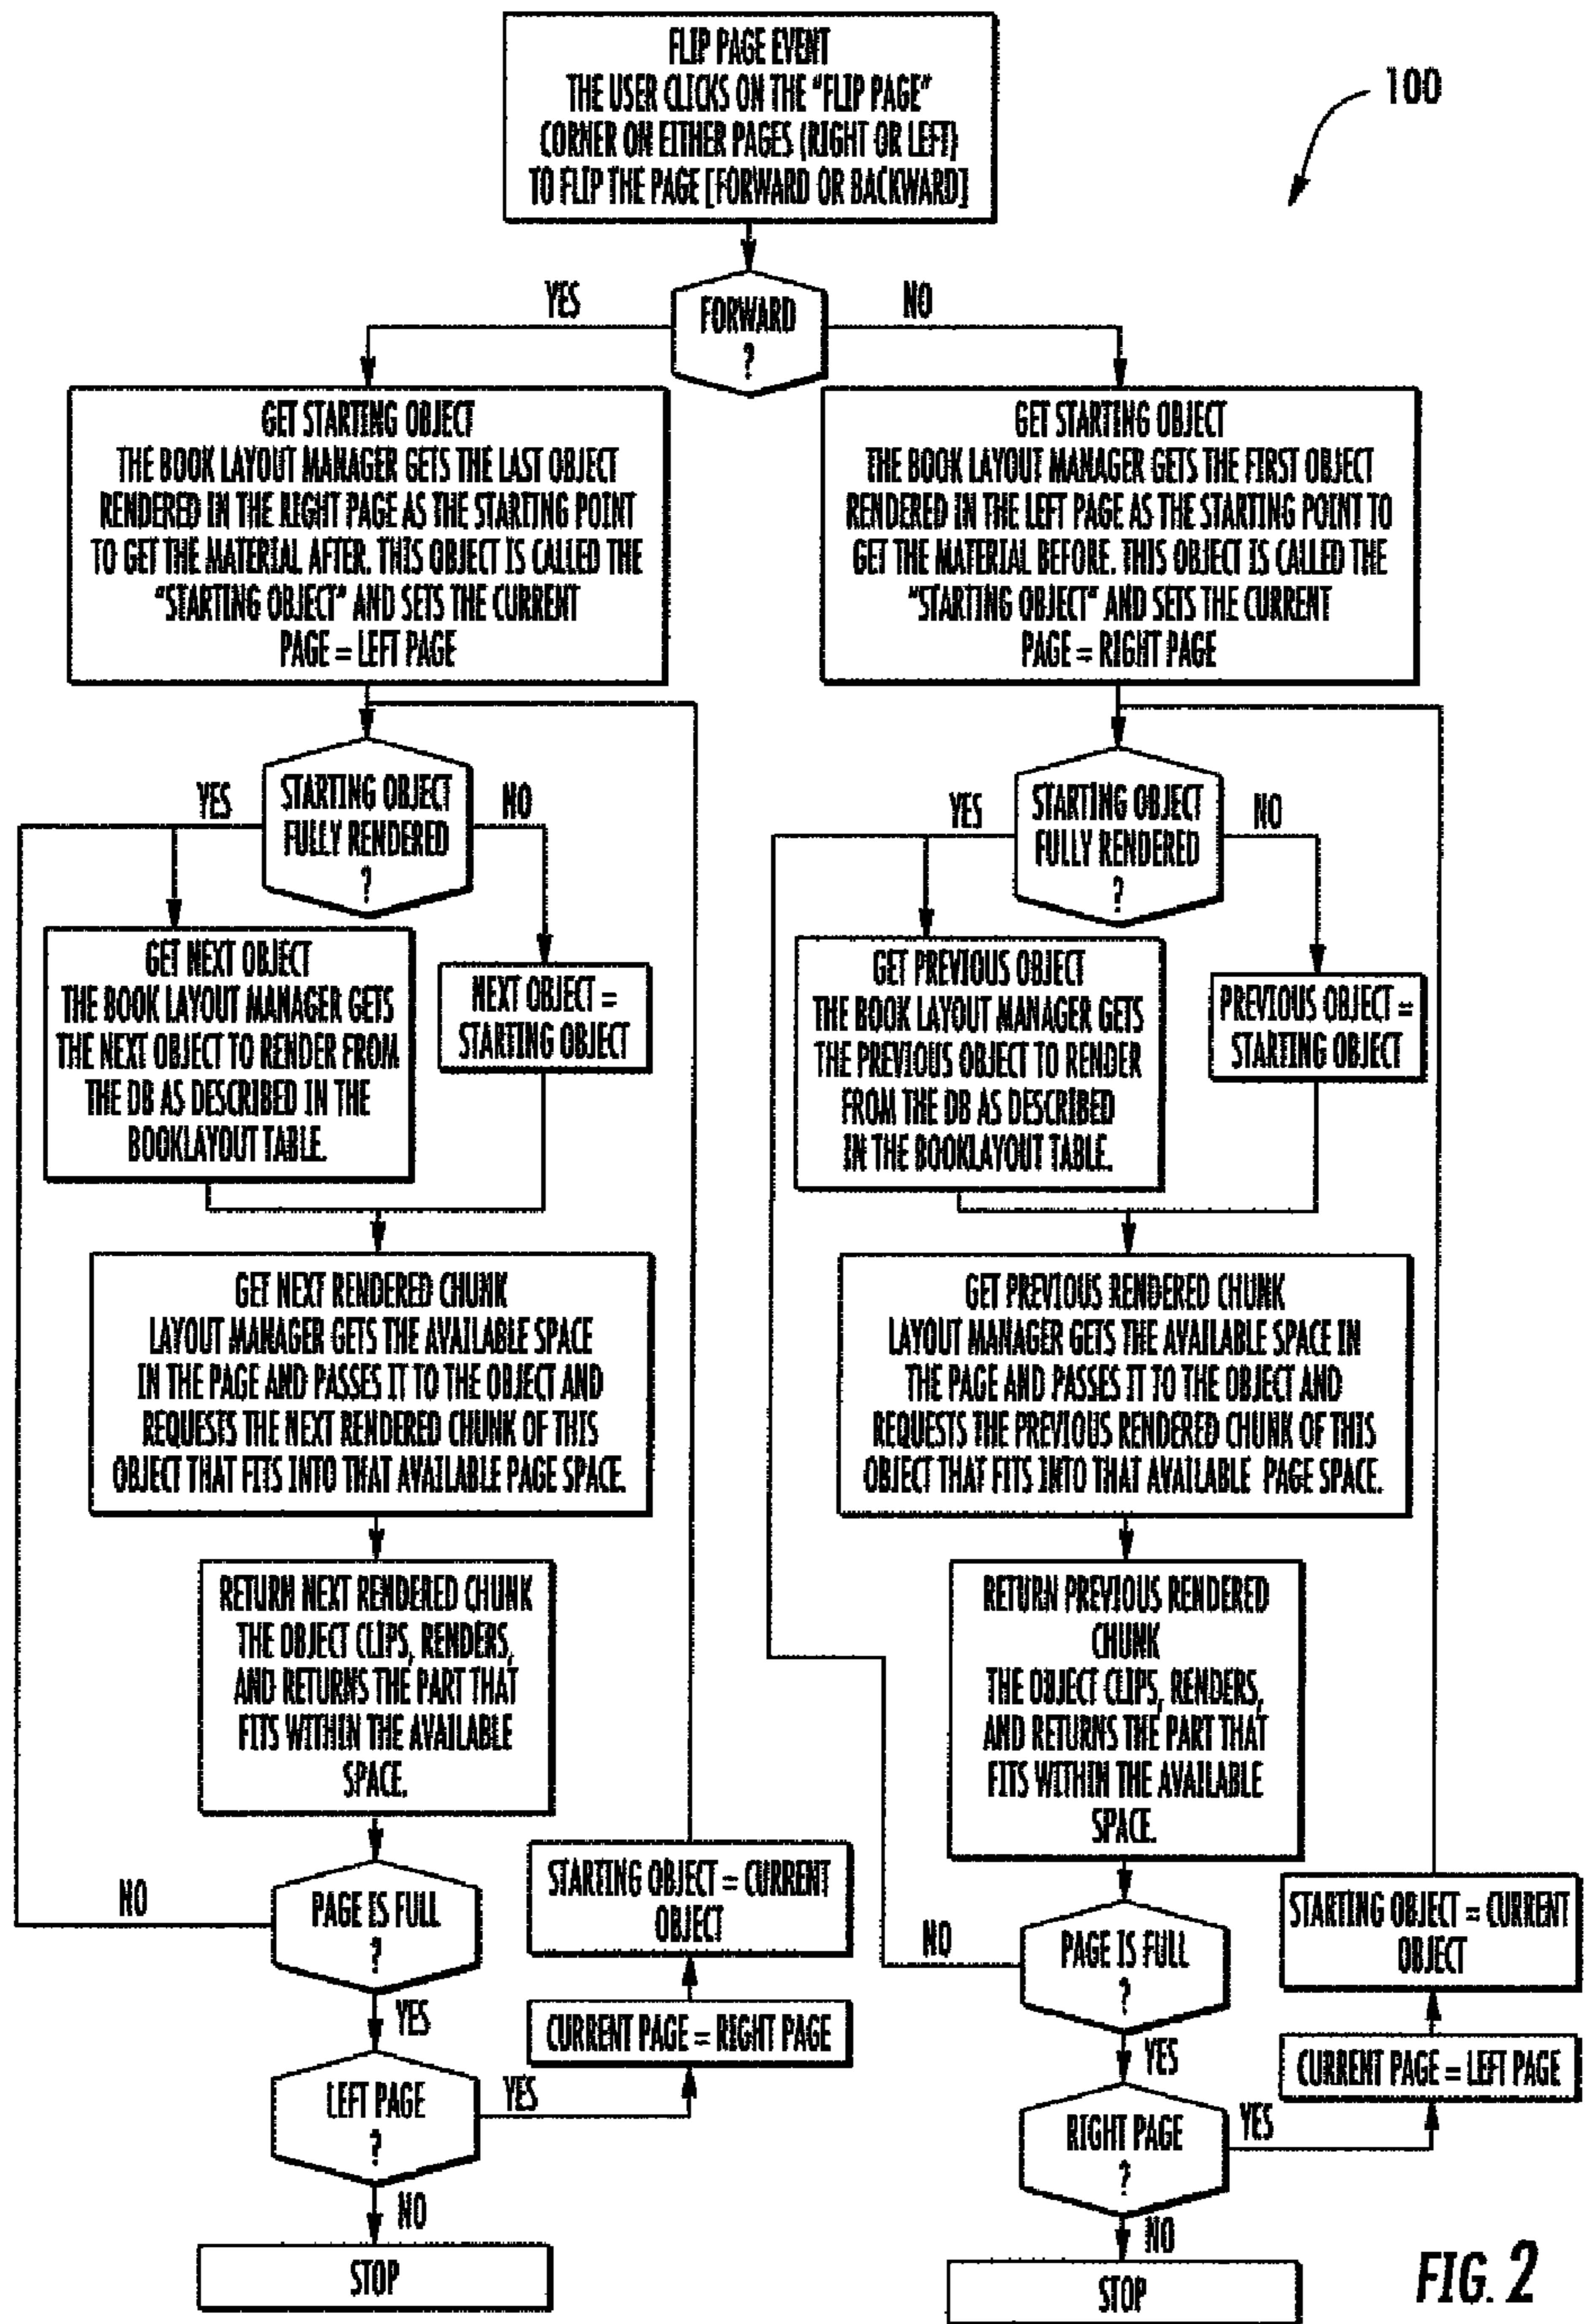 FLIP PAGE EVENT
THE USER CLICKS ON THE "FLIP PAGE"
CORNER ON EITHER PAGES (RIGHT OR LEFT)
TO FLIP THE PAGE [FORWARD OR BACKWARD]
100
FORWARD
?
YES
NO
GET STARTING OBJECT
THE BOOK LAYOUT MANAGER GETS THE LAST OBJECT
RENDERED IN THE RIGHT PAGE AS THE STARTING POINT
TO GET THE MATERIAL AFTER. THIS OBJECT IS CALLED THE
"STARTING OBJECT" AND SETS THE CURRENT
PAGE = LEFT PAGE
STARTING OBJECT
FULLY RENDERED
?
YES
NO
GET NEXT OBJECT
THE BOOK LAYOUT MANAGER GETS
THE NEXT OBJECT TO RENDER FROM
THE DB AS DESCRIBED IN THE
BOOKLAYOUT TABLE.
NEXT OBJECT =
STARTING OBJECT
GET NEXT RENDERED CHUNK
LAYOUT MANAGER GETS THE AVAILABLE SPACE
IN THE PAGE AND PASSES IT TO THE OBJECT AND
REQUESTS THE NEXT RENDERED CHUNK OF THIS
OBJECT THAT FITS INTO THAT AVAILABLE PAGE SPACE.
RETURN NEXT RENDERED CHUNK
THE OBJECT CLIPS, RENDERS,
AND RETURNS THE PART THAT
FITS WITHIN THE AVAILABLE
SPACE.
PAGE IS FULL
?
NO
YES
LEFT PAGE
?
YES
NO
STOP
CURRENT PAGE = RIGHT PAGE
STARTING OBJECT = CURRENT
OBJECT
GET STARTING OBJECT
THE BOOK LAYOUT MANAGER GETS THE FIRST OBJECT
RENDERED IN THE LEFT PAGE AS THE STARTING POINT TO
GET THE MATERIAL BEFORE. THIS OBJECT IS CALLED THE
"STARTING OBJECT" AND SETS THE CURRENT
PAGE = RIGHT PAGE
STARTING OBJECT
FULLY RENDERED
?
YES
NO
GET PREVIOUS OBJECT
THE BOOK LAYOUT MANAGER GETS
THE PREVIOUS OBJECT TO RENDER
FROM THE DB AS DESCRIBED
IN THE BOOKLAYOUT TABLE.
PREVIOUS OBJECT =
STARTING OBJECT
GET PREVIOUS RENDERED CHUNK
LAYOUT MANAGER GETS THE AVAILABLE SPACE IN
THE PAGE AND PASSES IT TO THE OBJECT AND
REQUESTS THE PREVIOUS RENDERED CHUNK OF THIS
OBJECT THAT FITS INTO THAT AVAILABLE PAGE SPACE.
RETURN PREVIOUS RENDERED
CHUNK
THE OBJECT CLIPS, RENDERS,
AND RETURNS THE PART THAT
FITS WITHIN THE AVAILABLE
SPACE.
PAGE IS FULL
?
NO
YES
RIGHT PAGE
?
YES
NO
STOP
CURRENT PAGE = LEFT PAGE
STARTING OBJECT = CURRENT
OBJECT
FIG. 2